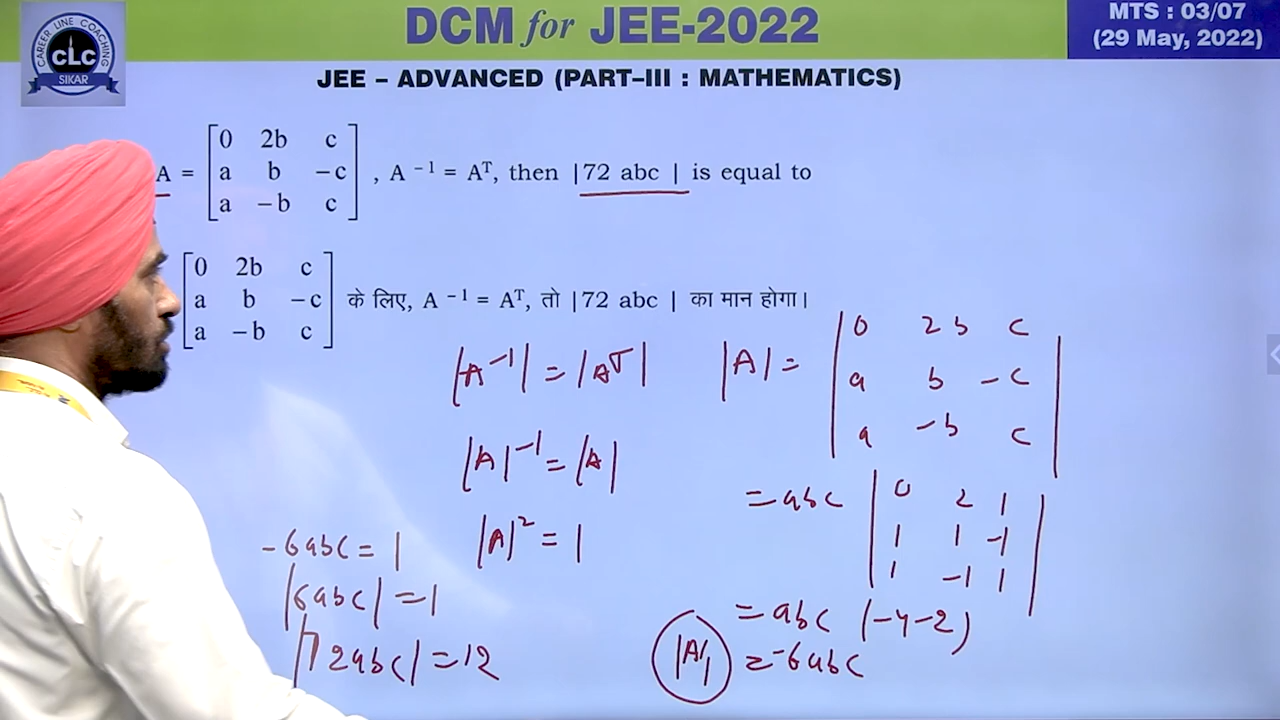 DCM for JEE-2022
MTS : 03/07
(29 May, 2022)
CAREER LINE COACHING
CLC
SIKAR
JEE – ADVANCED (PART–III : MATHEMATICS)
A = [0 2b c
a b −c
a −b c] , A⁻¹ = Aᵀ, then |72 abc | is equal to
[0 2b c
a b −c
a −b c] के लिए, A⁻¹ = Aᵀ, तो |72 abc | का मान होगा।
|A⁻¹| = |Aᵀ|
|A|⁻¹ = |A|
|A|² = 1
|A| = |0 2b c
a b −c
a −b c|
= abc |0 2 1
1 1 −1
1 −1 1|
= abc (−4−2)
|A| = −6abc
−6abc = 1
|6abc| = 1
|72abc| = 12